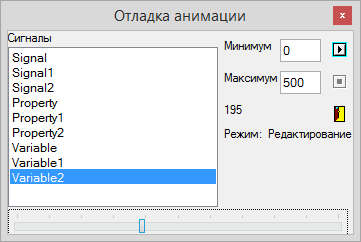 Отладка анимации
x
Сигналы
Signal
Signal1
Signal2
Property
Property1
Property2
Variable
Variable1
Variable2
Минимум 0
Максимум 500
195
Режим: Редактирование